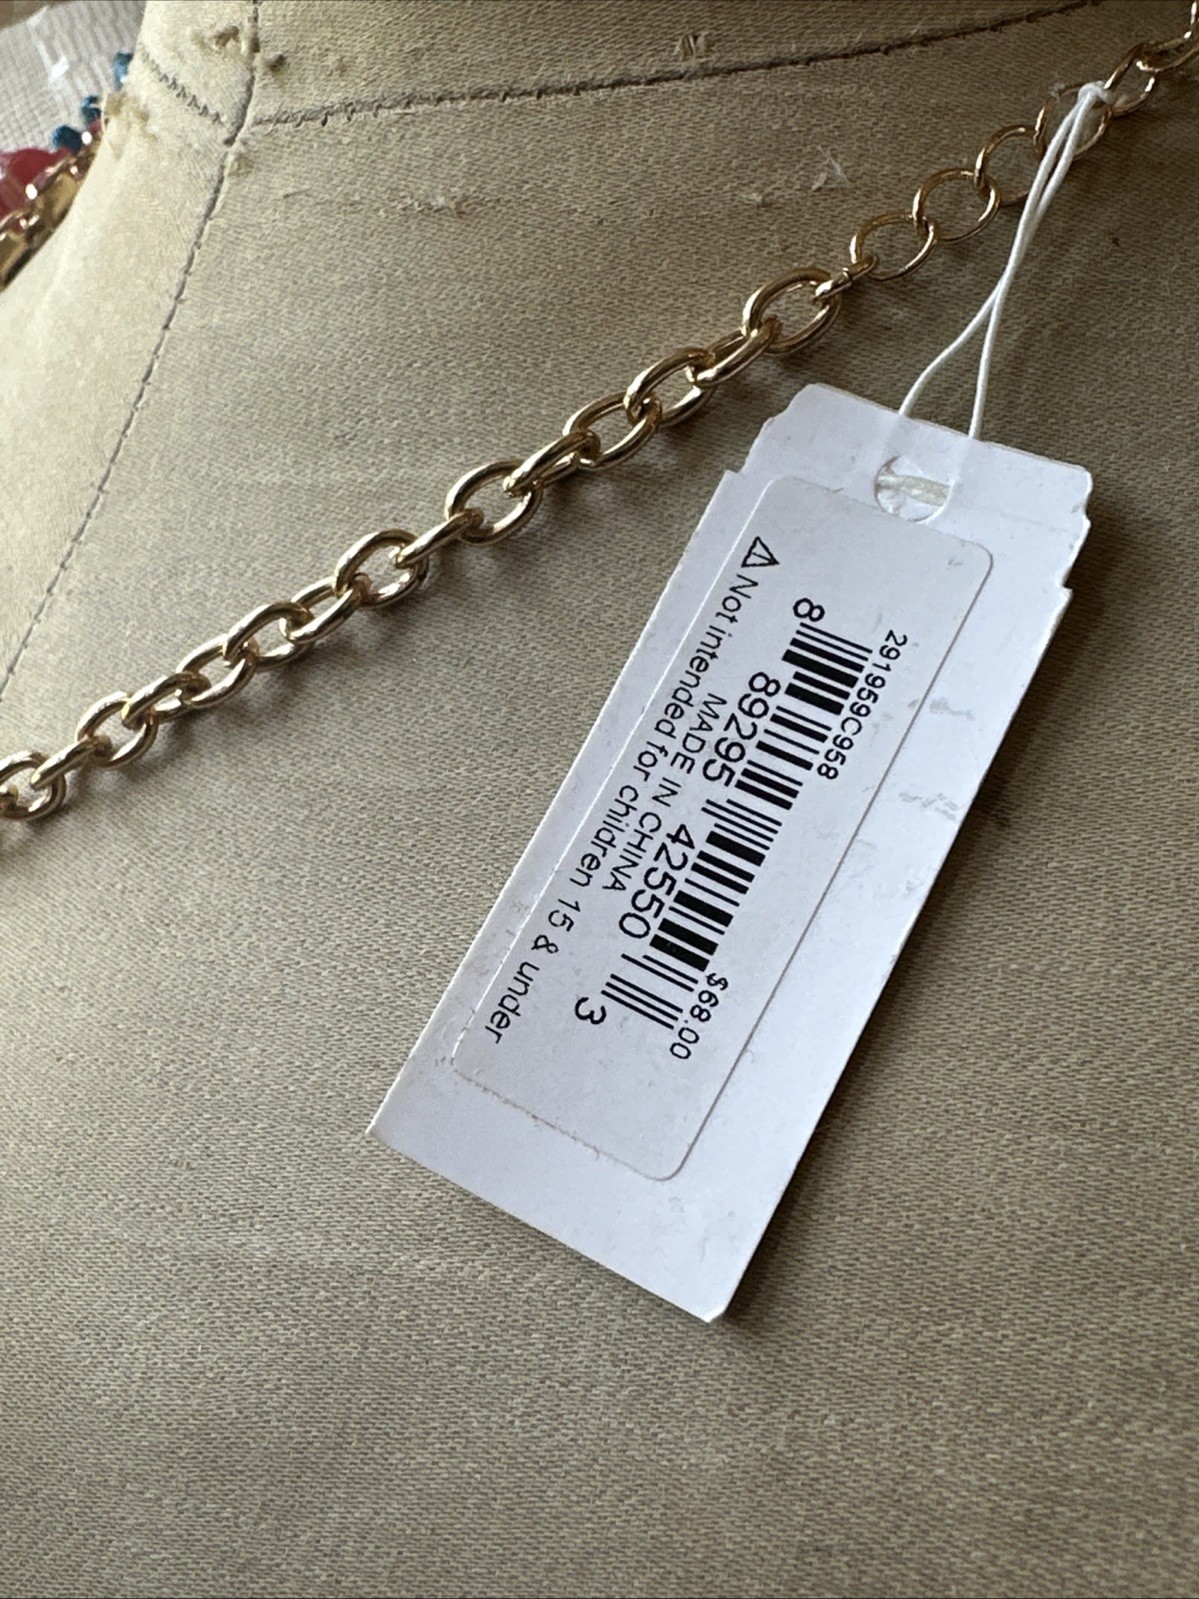 291959C958
$68.00
8 89295 42550 3
MADE IN CHINA
⚠ Not intended for children 15 & under